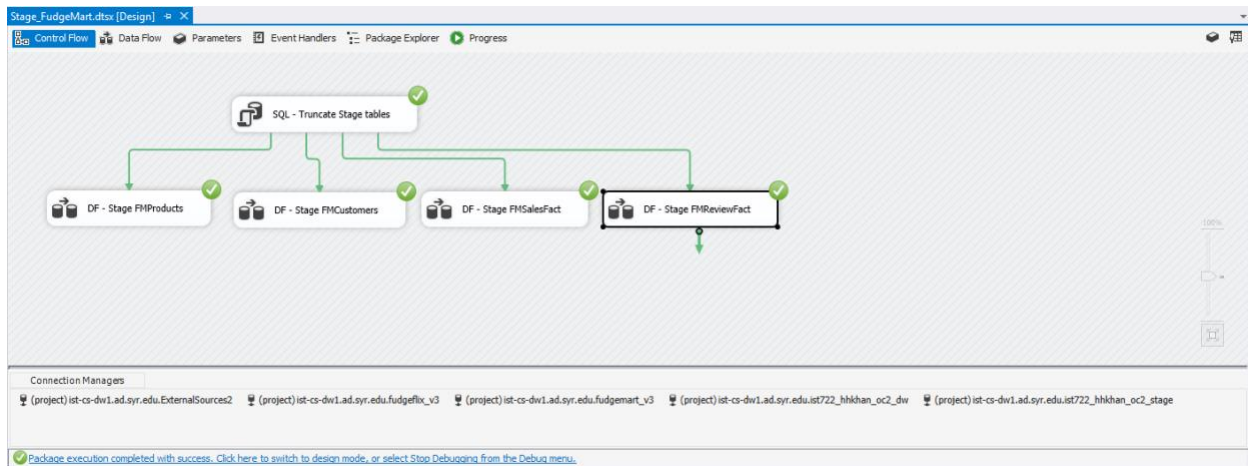 Stage_FudgeMart.dtsx [Design]
Control Flow Data Flow Parameters Event Handlers Package Explorer Progress
SQL - Truncate Stage tables
DF - Stage FMProducts
DF - Stage FMCustomers
DF - Stage FMSalesFact
DF - Stage FMReviewFact
100%
Connection Managers
(project) ist-cs-dw1.ad.syr.edu.ExternalSources2 (project) ist-cs-dw1.ad.syr.edu.fudgeflix_v3 (project) ist-cs-dw1.ad.syr.edu.fudgemart_v3 (project) ist-cs-dw1.ad.syr.edu.ist722_hhkhan_oc2_dw (project) ist-cs-dw1.ad.syr.edu.ist722_hhkhan_oc2_stage
Package execution completed with success. Click here to switch to design mode, or select Stop Debugging from the Debug menu.